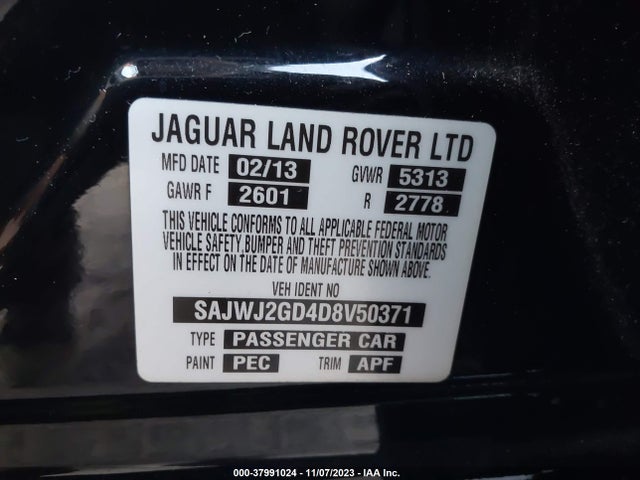 JAGUAR LAND ROVER LTD
MFD DATE 02/13 GVWR 5313
GAWR F 2601 R 2778
THIS VEHICLE CONFORMS TO ALL APPLICABLE FEDERAL MOTOR
VEHICLE SAFETY,BUMPER AND THEFT PREVENTION STANDARDS
IN EFFECT ON THE DATE OF MANUFACTURE SHOWN ABOVE.
VEH IDENT NO
SAJWJ2GD4D8V50371
TYPE PASSENGER CAR
PAINT PEC TRIM APF
000-37991024 - 11/07/2023 - IAA Inc.